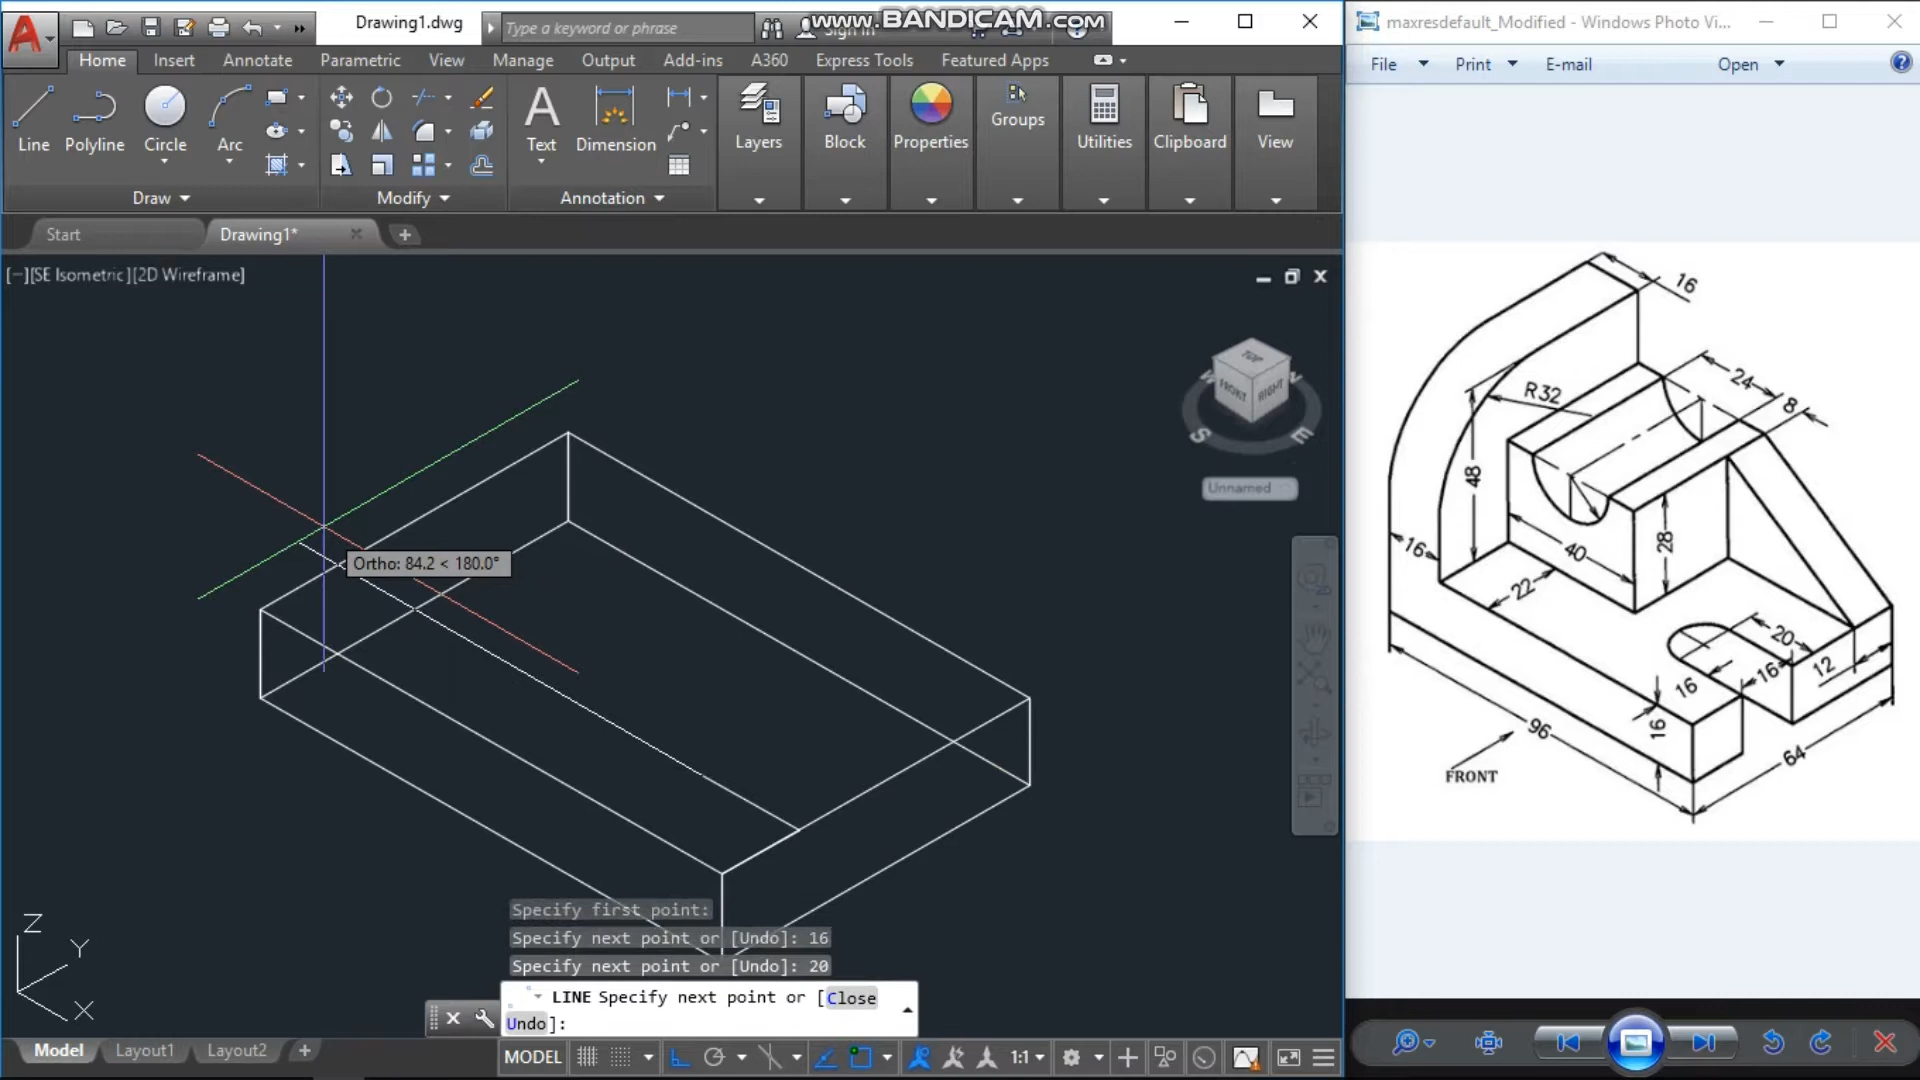 Drawing1.dwg
Type a keyword or phrase
Sign In
www.BANDICAM.com
Home Insert Annotate Parametric View Manage Output Add-ins A360 Express Tools Featured Apps
Line Polyline Circle Arc
Text Dimension
Layers Block Properties Groups Utilities Clipboard View
Draw Modify Annotation
Start Drawing1*
[−][SE Isometric][2D Wireframe]
TOP
FRONT RIGHT
W N
S E
Unnamed
Ortho: 84.2 < 180.0°
Z
Y
X
Specify first point:
Specify next point or [Undo]: 16
Specify next point or [Undo]: 20
LINE Specify next point or [Close
Undo]:
Model Layout1 Layout2
MODEL 1:1
maxresdefault_Modified - Windows Photo Vi...
File Print E-mail Open
16
24
8
R32
48
16
40
28
22
20
12
16
16
16
96
64
FRONT